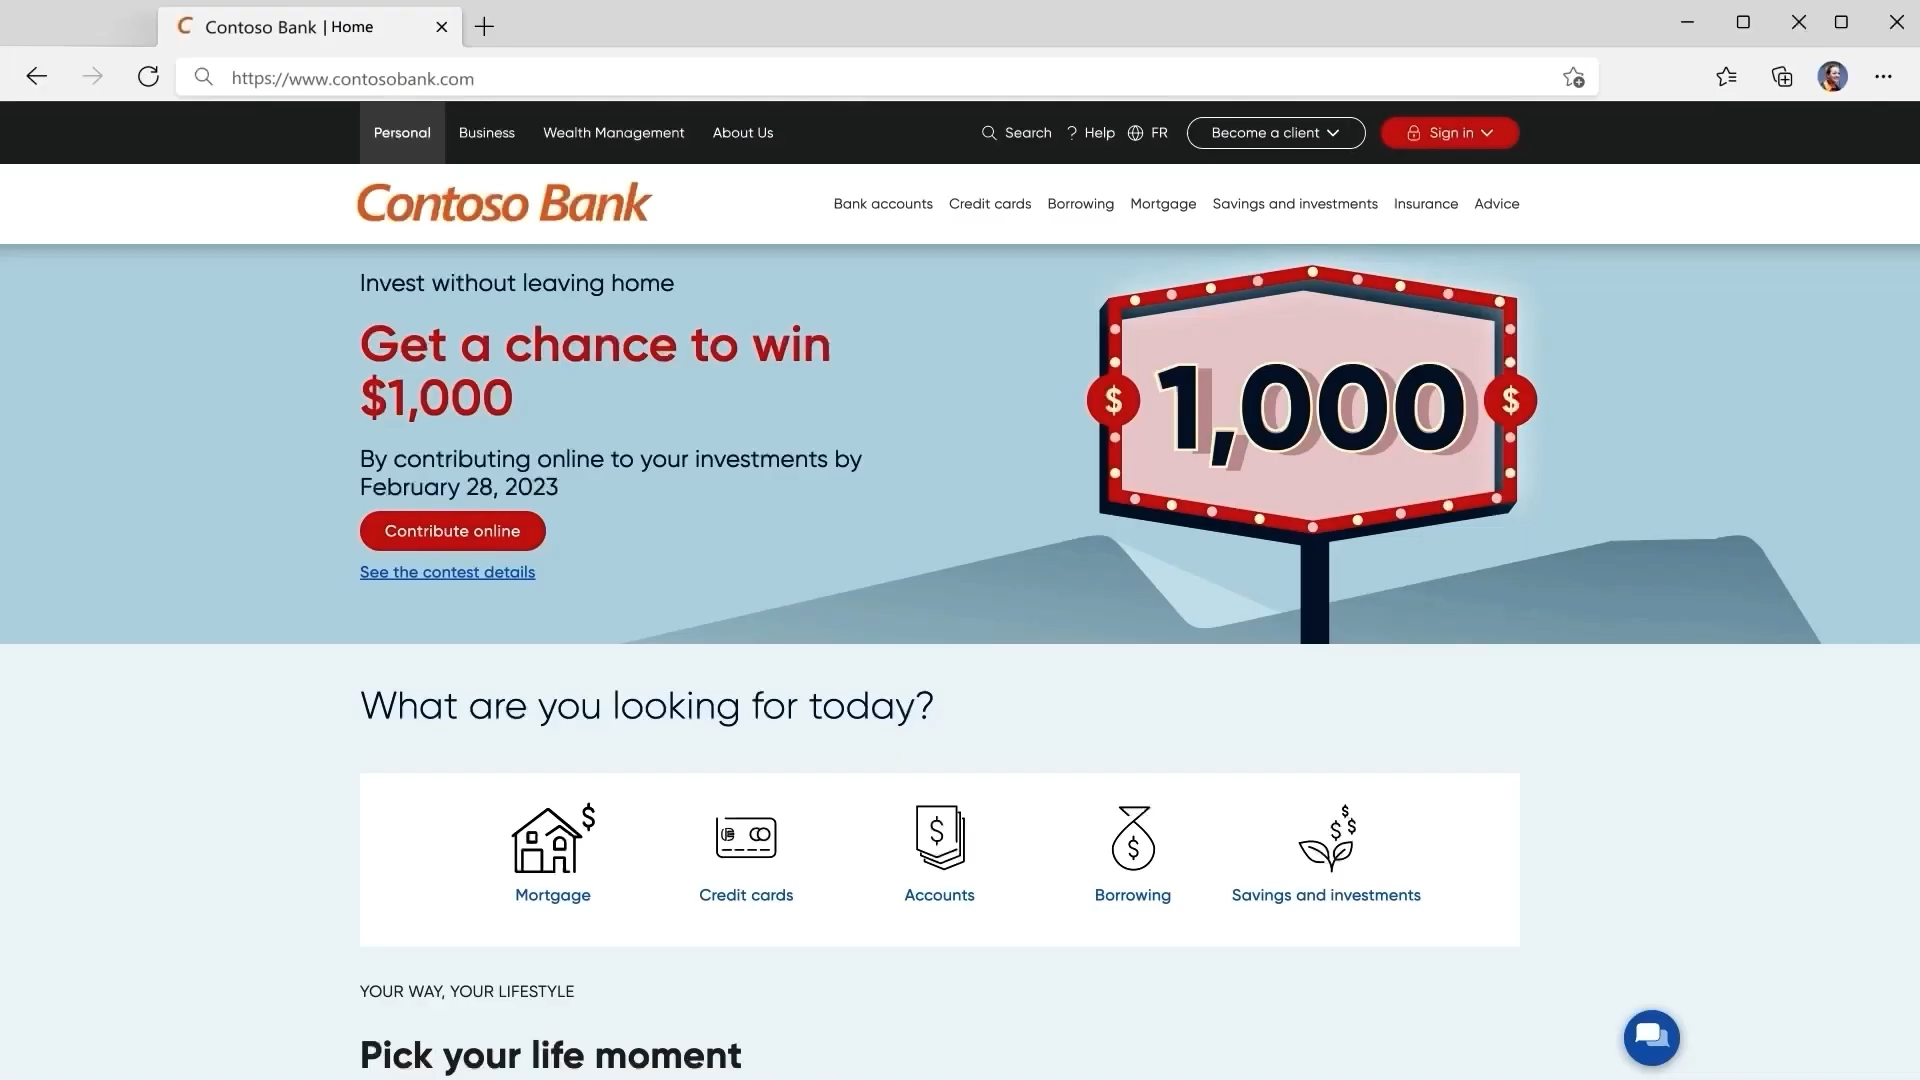 Contoso Bank | Home
https://www.contosobank.com
Personal Business Wealth Management About Us Search Help FR Become a client Sign in
Contoso Bank
Bank accounts Credit cards Borrowing Mortgage Savings and investments Insurance Advice
Invest without leaving home
Get a chance to win
$1,000
By contributing online to your investments by
February 28, 2023
Contribute online
See the contest details
$ 1,000 $
What are you looking for today?
Mortgage Credit cards Accounts Borrowing Savings and investments
YOUR WAY, YOUR LIFESTYLE
Pick your life moment